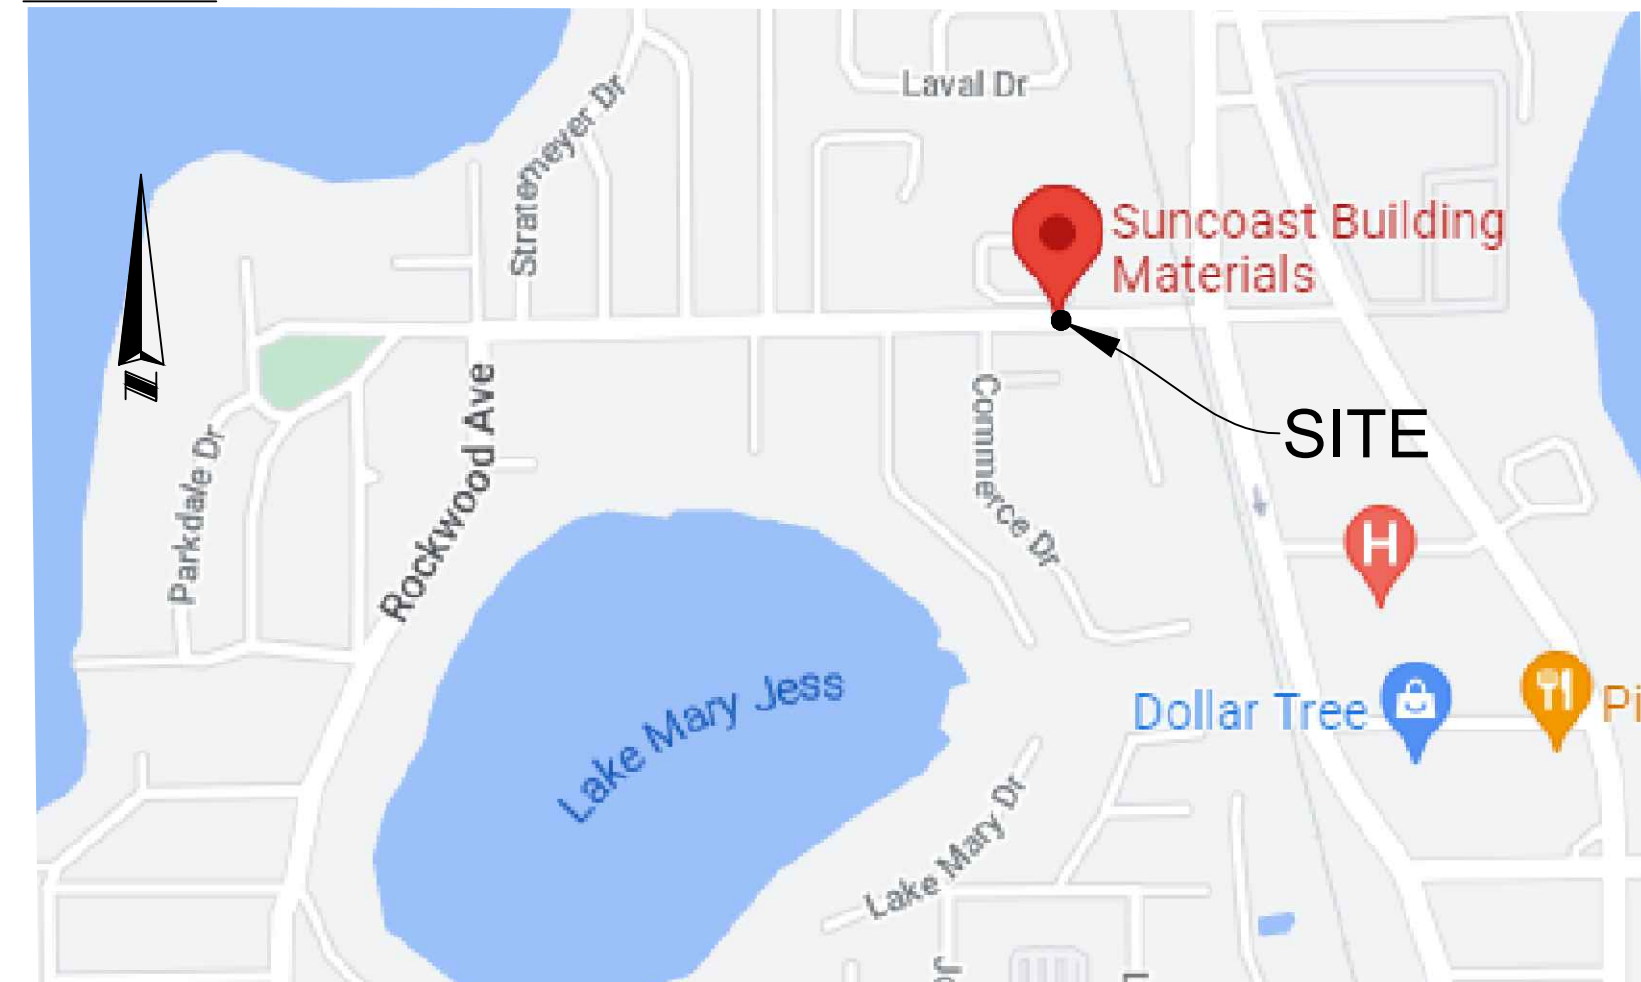 Laval Dr
Stratemeyer Dr
Suncoast Building
Materials
N
Rockwood Ave
Commerce Dr
SITE
Parkdale Dr
H
Lake Mary Jess
Dollar Tree
Pi
Lake Mary Dr